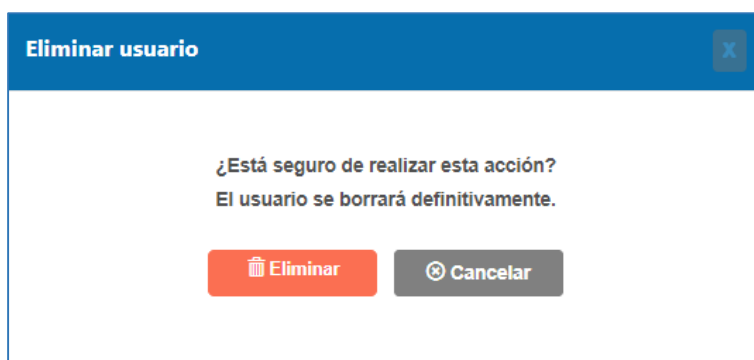 Eliminar usuario
X
¿Está seguro de realizar esta acción?
El usuario se borrará definitivamente.
Eliminar
Cancelar